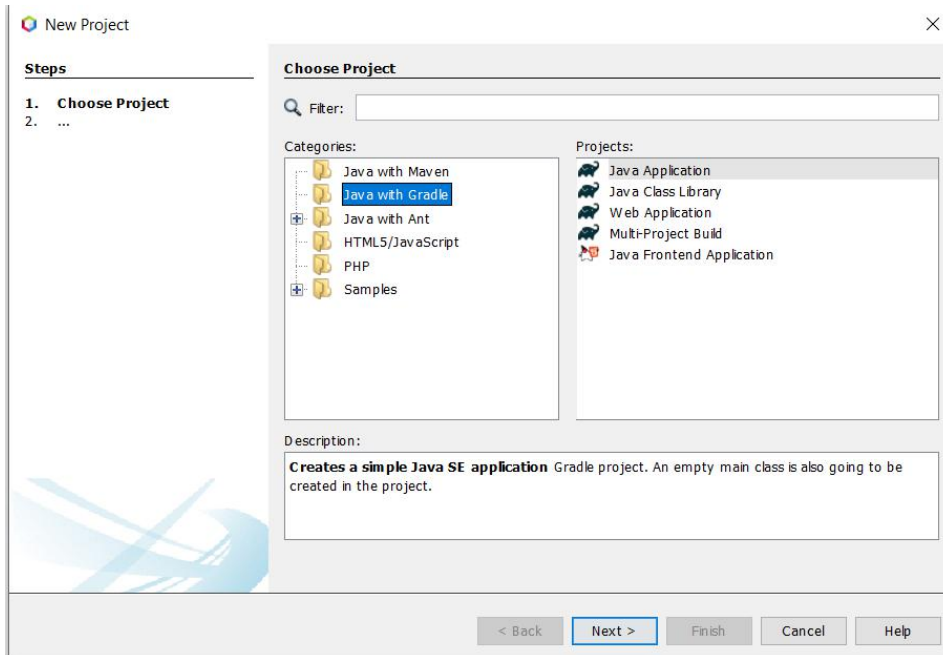 New Project
Steps
1. Choose Project
2. ...
Choose Project
Filter:
Categories:
Java with Maven
Java with Gradle
Java with Ant
HTML5/JavaScript
PHP
Samples
Projects:
Java Application
Java Class Library
Web Application
Multi-Project Build
Java Frontend Application
Description:
Creates a simple Java SE application Gradle project. An empty main class is also going to be
created in the project.
< Back
Next >
Finish
Cancel
Help